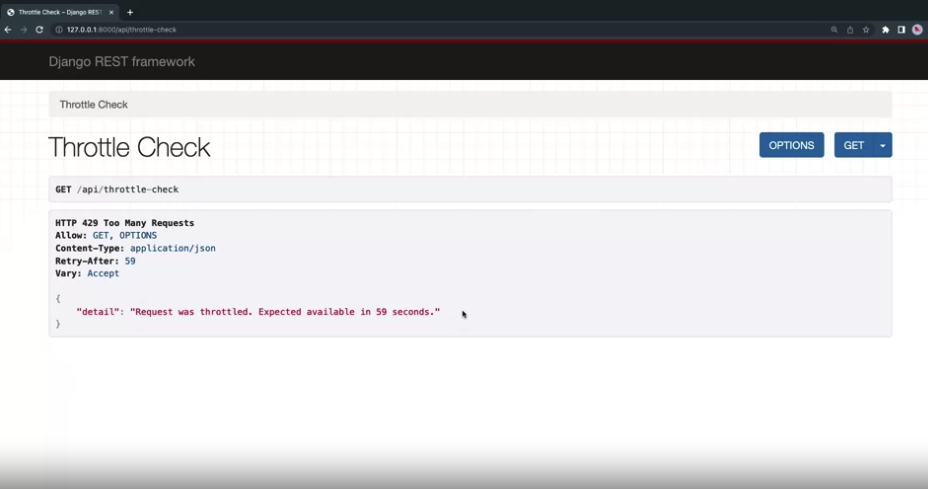 Throttle Check – Django REST
127.0.0.1:8000/api/throttle-check
Django REST framework
Throttle Check
Throttle Check
OPTIONS
GET
GET /api/throttle-check
HTTP 429 Too Many Requests
Allow: GET, OPTIONS
Content-Type: application/json
Retry-After: 59
Vary: Accept
{
"detail": "Request was throttled. Expected available in 59 seconds."
}